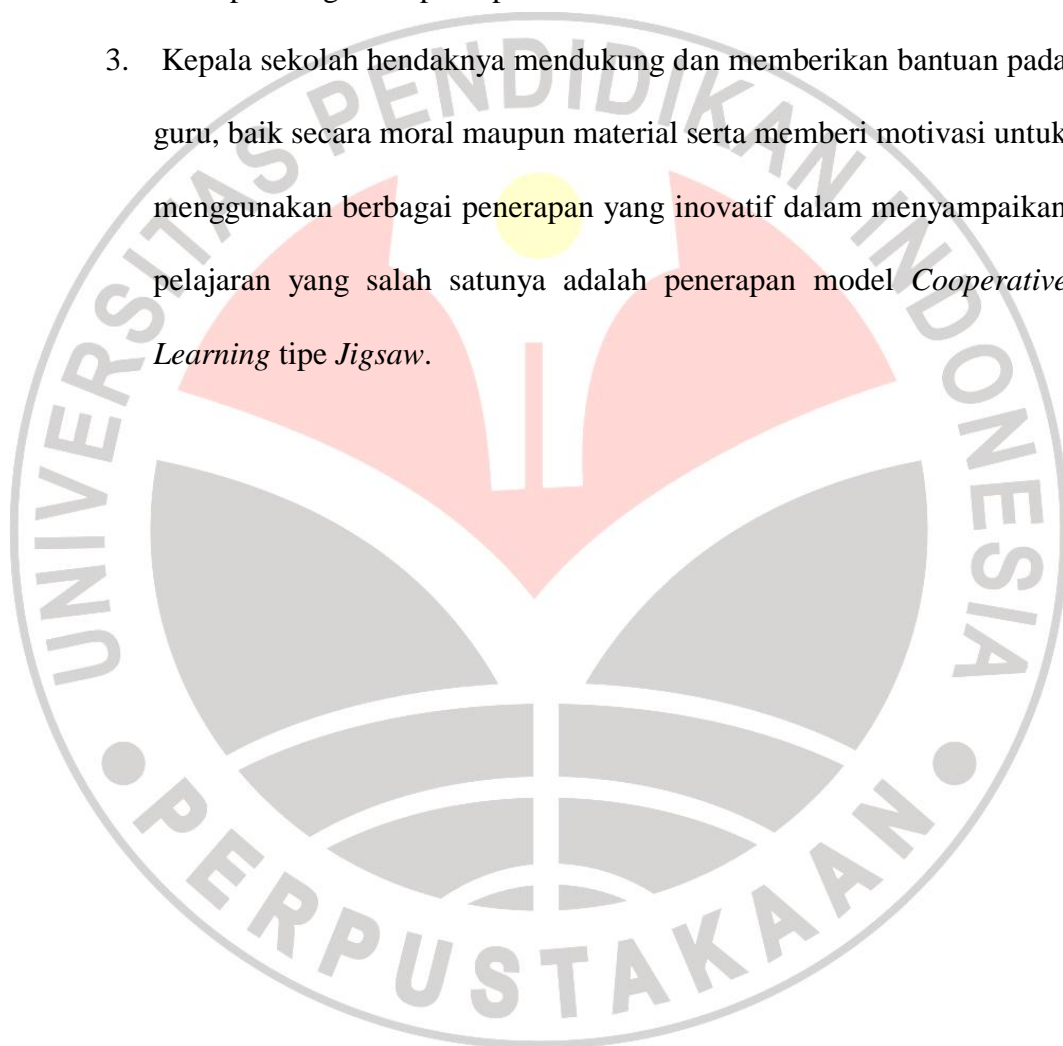 3. Kepala sekolah hendaknya mendukung dan memberikan bantuan pada
guru, baik secara moral maupun material serta memberi motivasi untuk
menggunakan berbagai penerapan yang inovatif dalam menyampaikan
pelajaran yang salah satunya adalah penerapan model Cooperative
Learning tipe Jigsaw.
UNIVERSITAS PENDIDIKAN INDONESIA
PERPUSTAKAAN